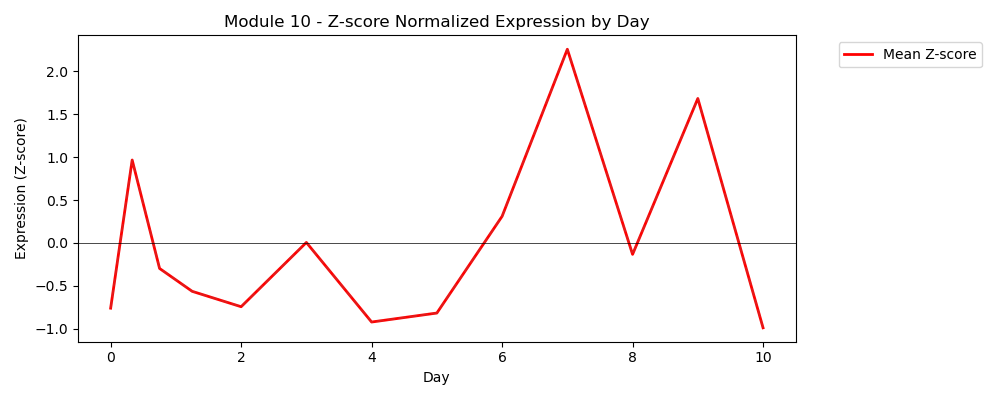 Module 10 - Z-score Normalized Expression by Day
Mean Z-score
Expression (Z-score)
2.0
1.5
1.0
0.5
0.0
−0.5
−1.0
0 2 4 6 8 10
Day